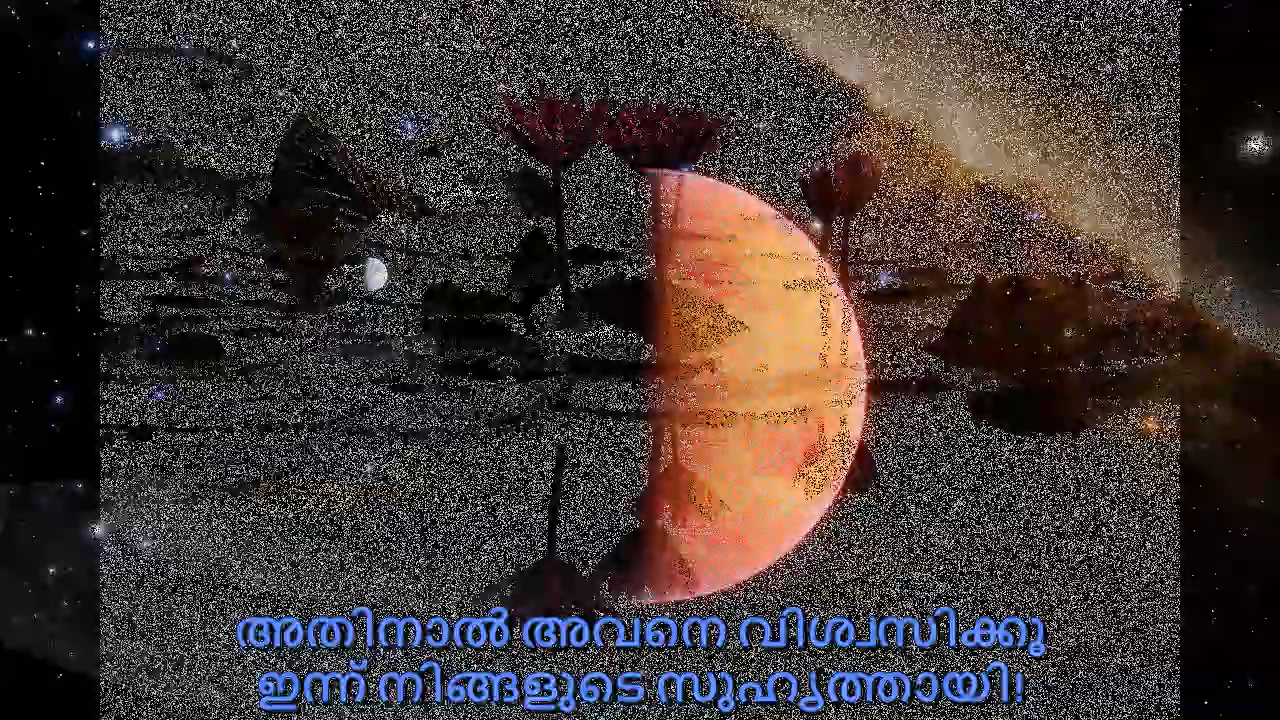 അതിനാൽ അവനെ വിശ്വസിക്കൂ
ഇന്ന് നിങ്ങളുടെ സുഹൃത്തായി!